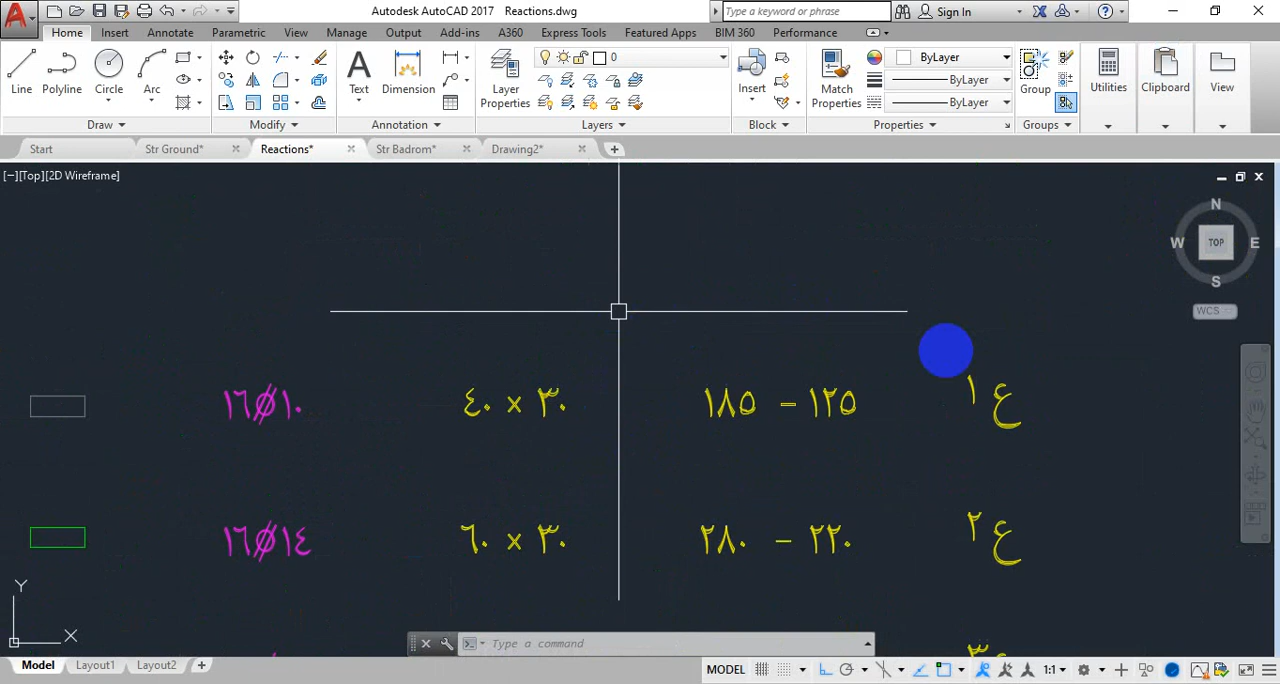 Autodesk AutoCAD 2017 Reactions.dwg
Type a keyword or phrase
Sign In
Home Insert Annotate Parametric View Manage Output Add-ins A360 Express Tools Featured Apps BIM 360 Performance
Line Polyline Circle Arc Text Dimension Layer Properties 0 Insert Match Properties ByLayer ByLayer ByLayer Group Utilities Clipboard View
Draw Modify Annotation Layers Block Properties Groups
Start Str Ground* Reactions* Str Badrom* Drawing2*
[−][Top][2D Wireframe]
N
W TOP E
S
WCS
ع ١
١٢٥ – ١٨٥
٣٠ × ٤٠
١٦Ø١٠
ع ٢
٢٢٠ – ٢٨٠
٣٠ × ٦٠
١٦Ø١٤
Y
X
Type a command
Model Layout1 Layout2
MODEL 1:1